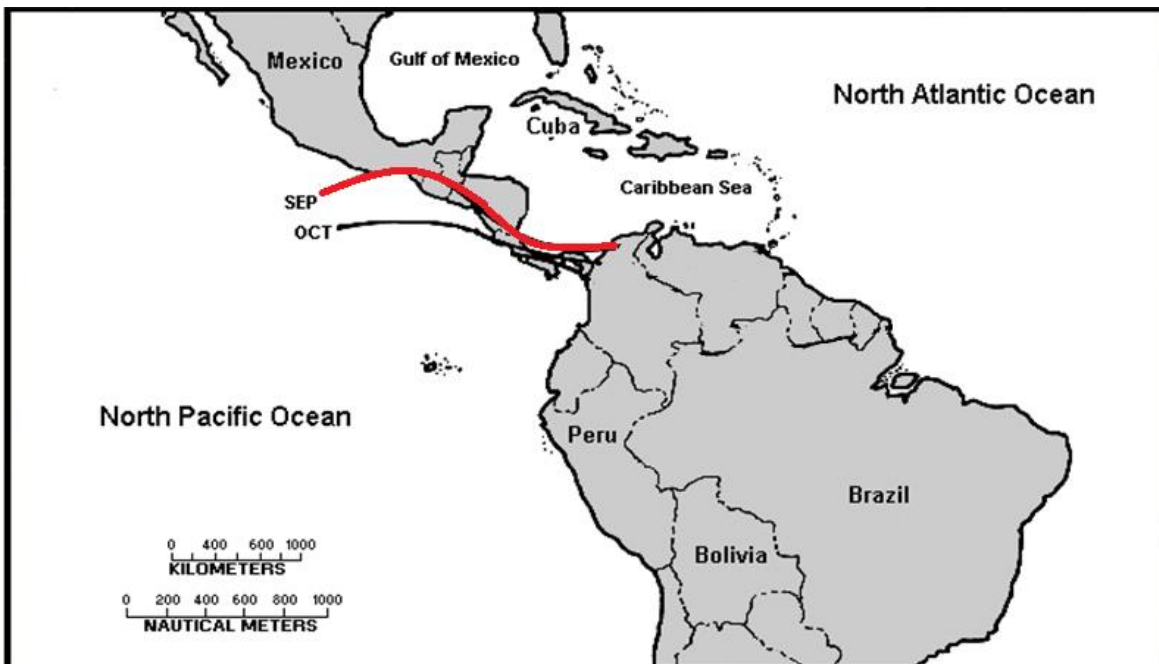 Mexico
Gulf of Mexico
North Atlantic Ocean
Cuba
Caribbean Sea
SEP
OCT
North Pacific Ocean
Peru
Brazil
Bolivia
0 400 600 1000
KILOMETERS
0 200 400 600 1000
NAUTICAL METERS